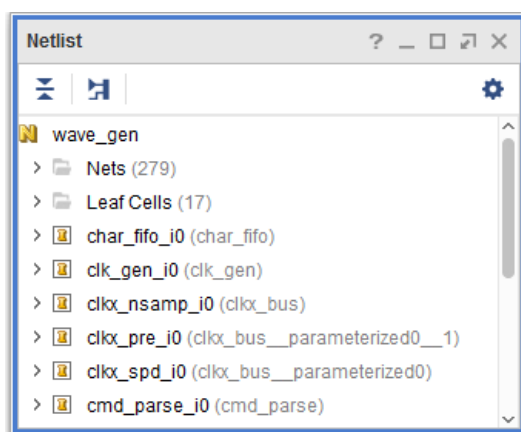 Netlist
wave_gen
Nets (279)
Leaf Cells (17)
char_fifo_i0 (char_fifo)
clk_gen_i0 (clk_gen)
clkx_nsamp_i0 (clkx_bus)
clkx_pre_i0 (clkx_bus__parameterized0__1)
clkx_spd_i0 (clkx_bus__parameterized0)
cmd_parse_i0 (cmd_parse)